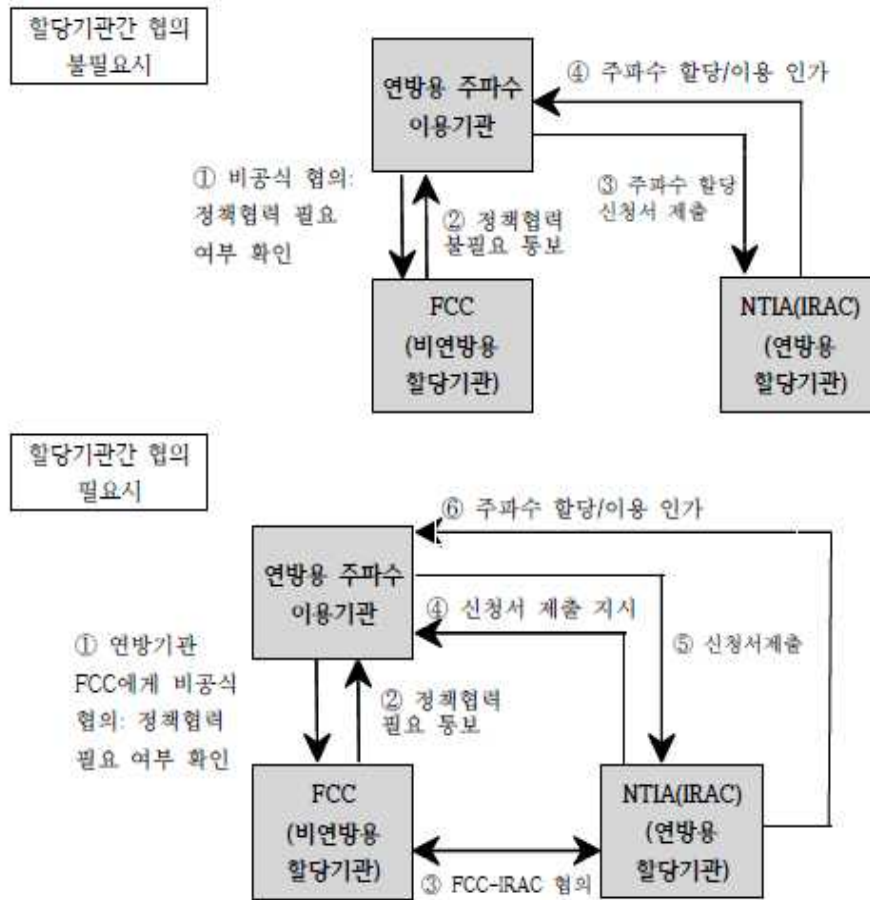 할당기관간 협의
불필요시
연방용 주파수
이용기관
④ 주파수 할당/이용 인가
① 비공식 협의:
정책협력 필요
여부 확인
② 정책협력
불필요 통보
③ 주파수 할당
신청서 제출
FCC
(비연방용
할당기관)
NTIA(IRAC)
(연방용
할당기관)
할당기관간 협의
필요시
⑥ 주파수 할당/이용 인가
연방용 주파수
이용기관
④ 신청서 제출 지시
① 연방기관
FCC에게 비공식
협의: 정책협력
필요 여부 확인
② 정책협력
필요 통보
⑤ 신청서제출
FCC
(비연방용
할당기관)
NTIA(IRAC)
(연방용
할당기관)
③ FCC-IRAC 협의